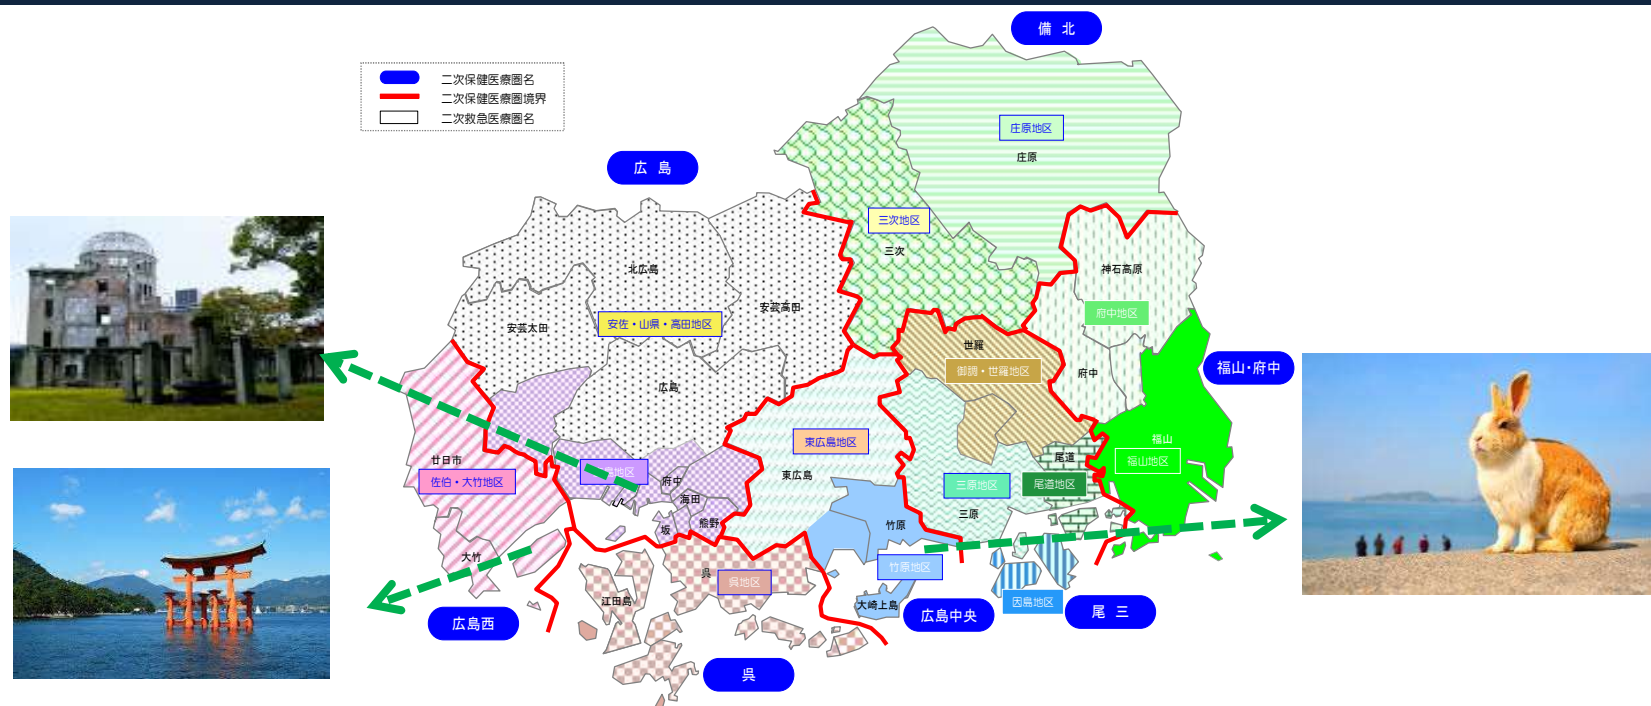 備 北
二次保健医療圏名
二次保健医療圏境界
二次救急医療圏名
広 島
庄原地区
庄原
三次地区
三次
北広島
神石高原
安芸高田
府中地区
安佐・山県・高田地区
安芸太田
世羅
御調・世羅地区
福山・府中
府中
広島
福山
東広島地区
尾道
福山地区
廿日市
佐伯・大竹地区
島地区
府中
東広島
三原地区
尾道地区
海田
三原
熊野
坂
竹原
大竹
竹原地区
呉
呉地区
江田島
大崎上島
因島地区
広島西
広島中央
尾 三
呉